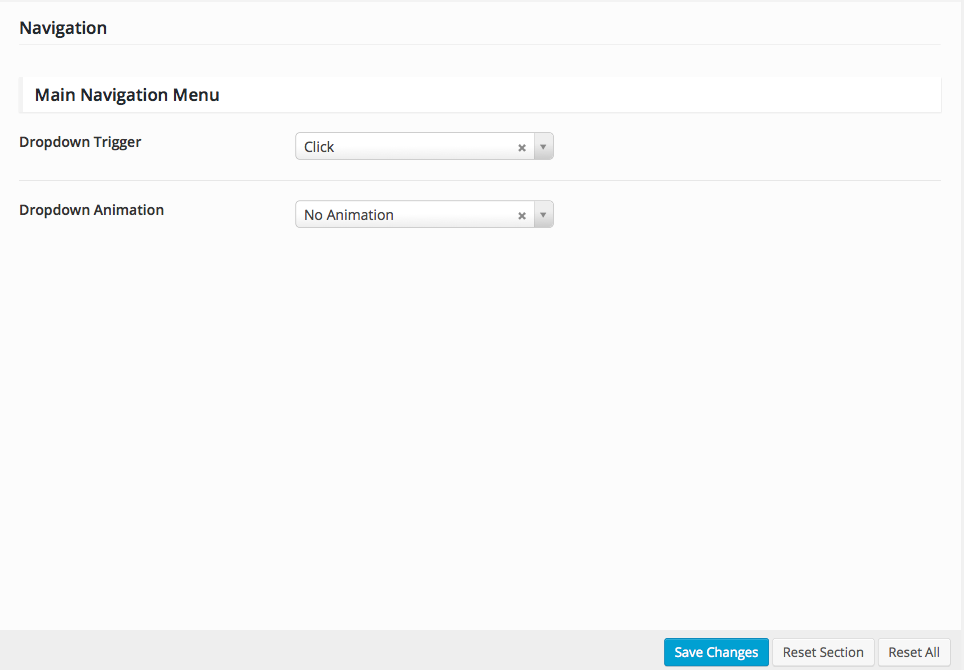 Navigation
Main Navigation Menu
Dropdown Trigger
Click
Dropdown Animation
No Animation
Save Changes Reset Section Reset All